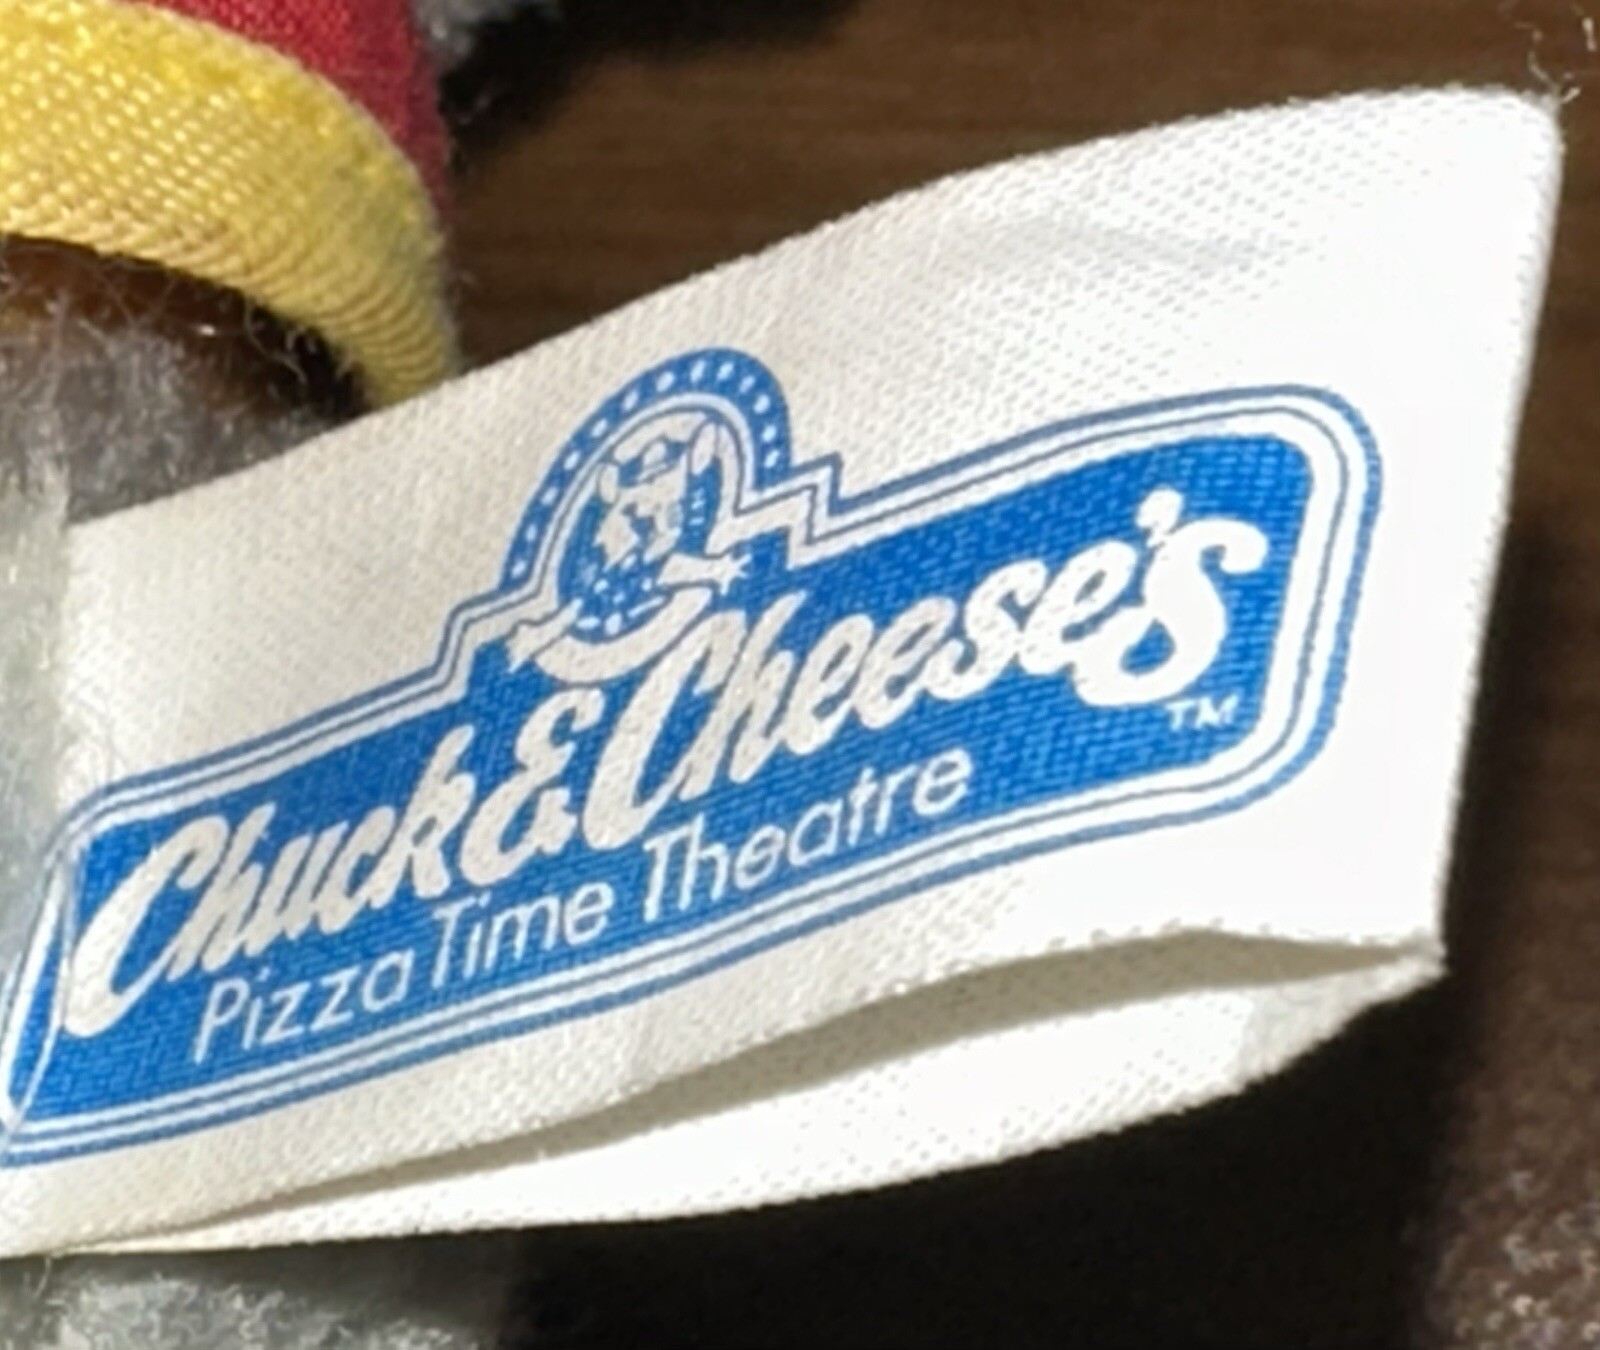 Chuck E. Cheese's
TM
Pizza Time Theatre